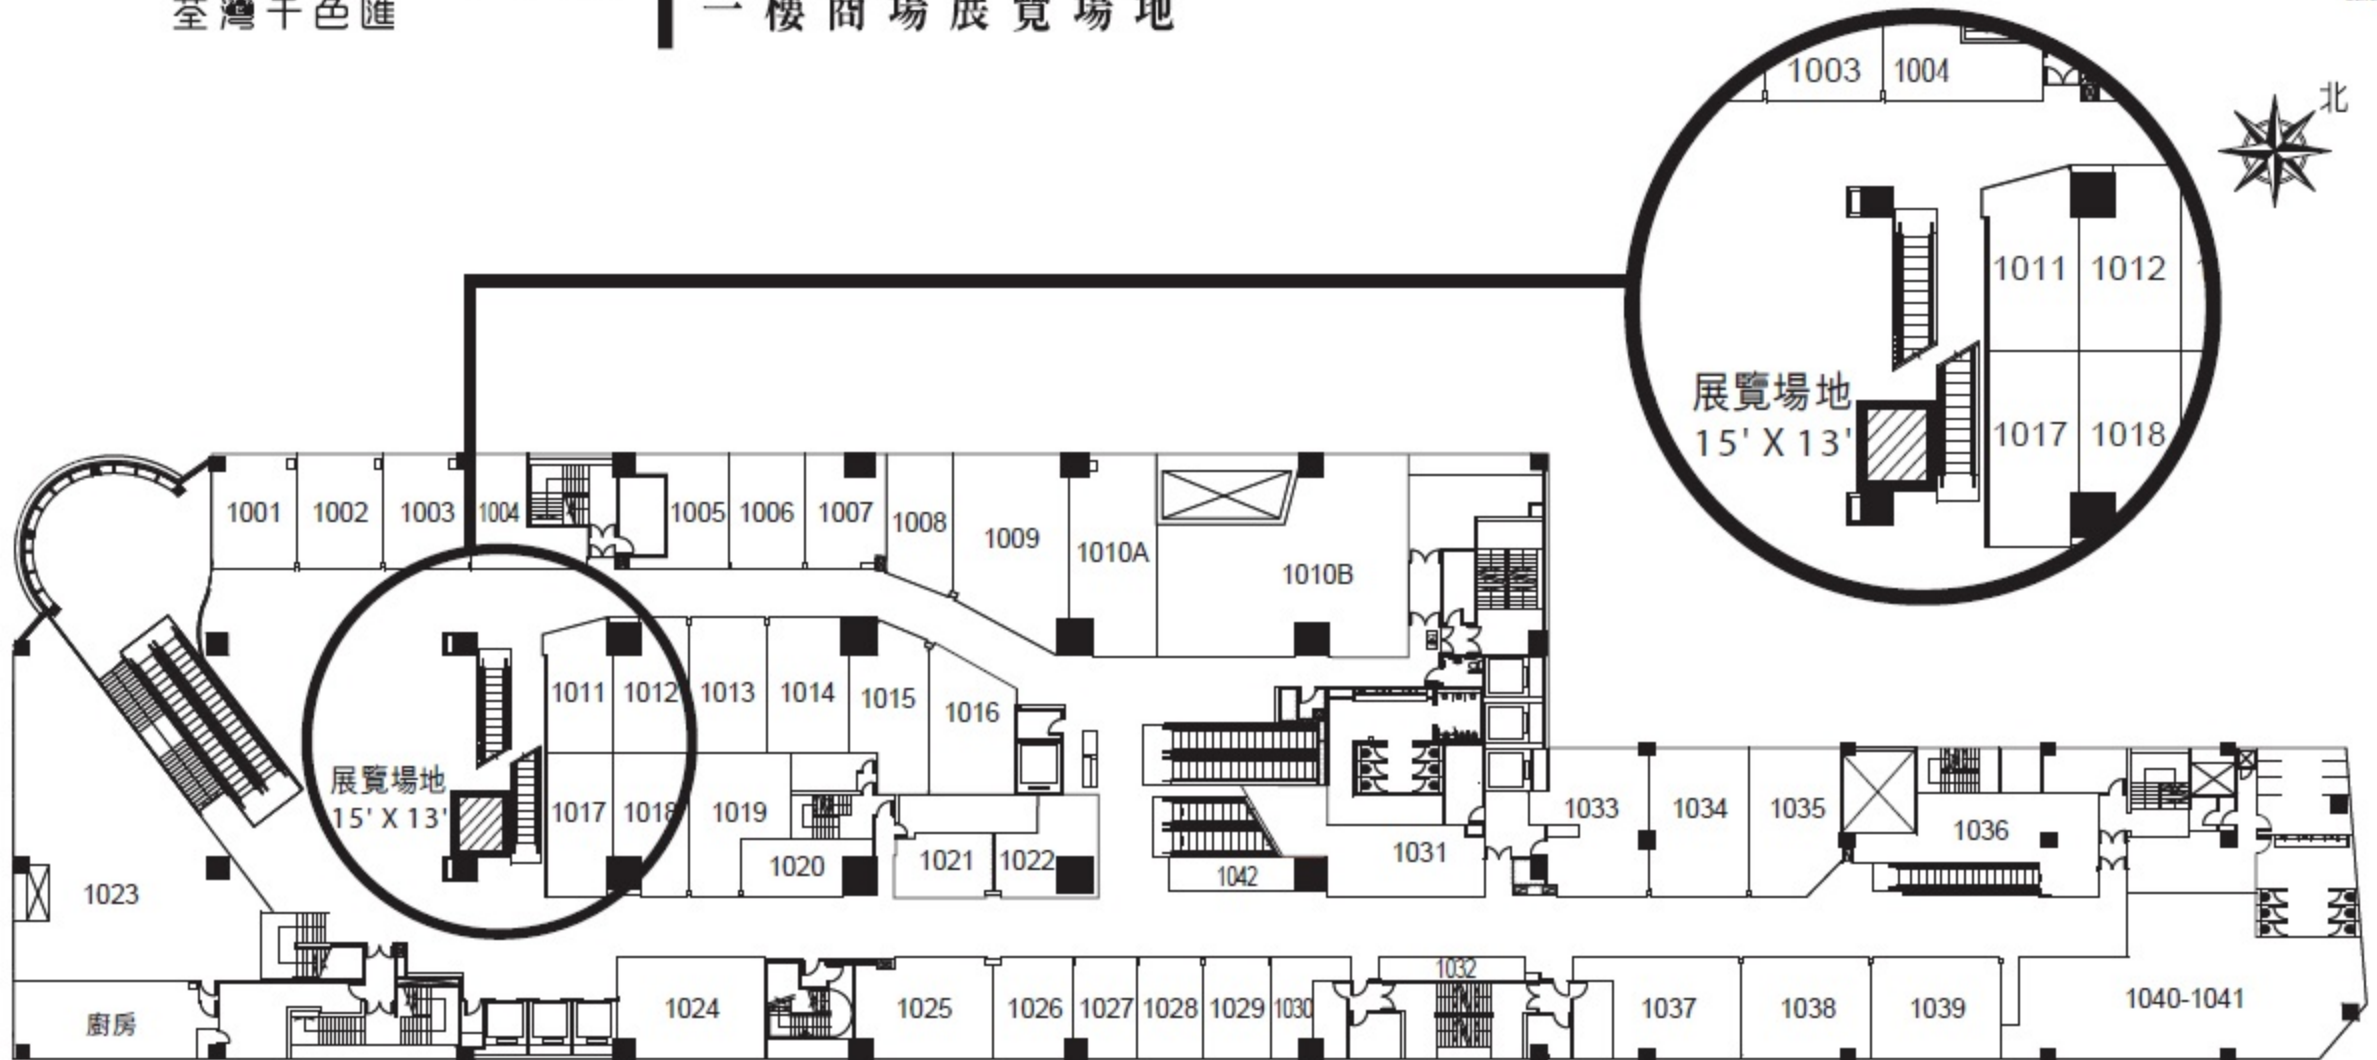 荃灣千色匯
一樓商場展覽場地
1003 1004
北
1011 1012
展覽場地
15' X 13'
1017 1018
1001 1002 1003 1004 1005 1006 1007 1008 1009 1010A 1010B
1011 1012 1013 1014 1015 1016
展覽場地
15' X 13'
1017 1018 1019 1020 1021 1022
1023
1042 1031
1033 1034 1035 1036
廚房
1024 1025 1026 1027 1028 1029 1030 1032 1037 1038 1039 1040-1041